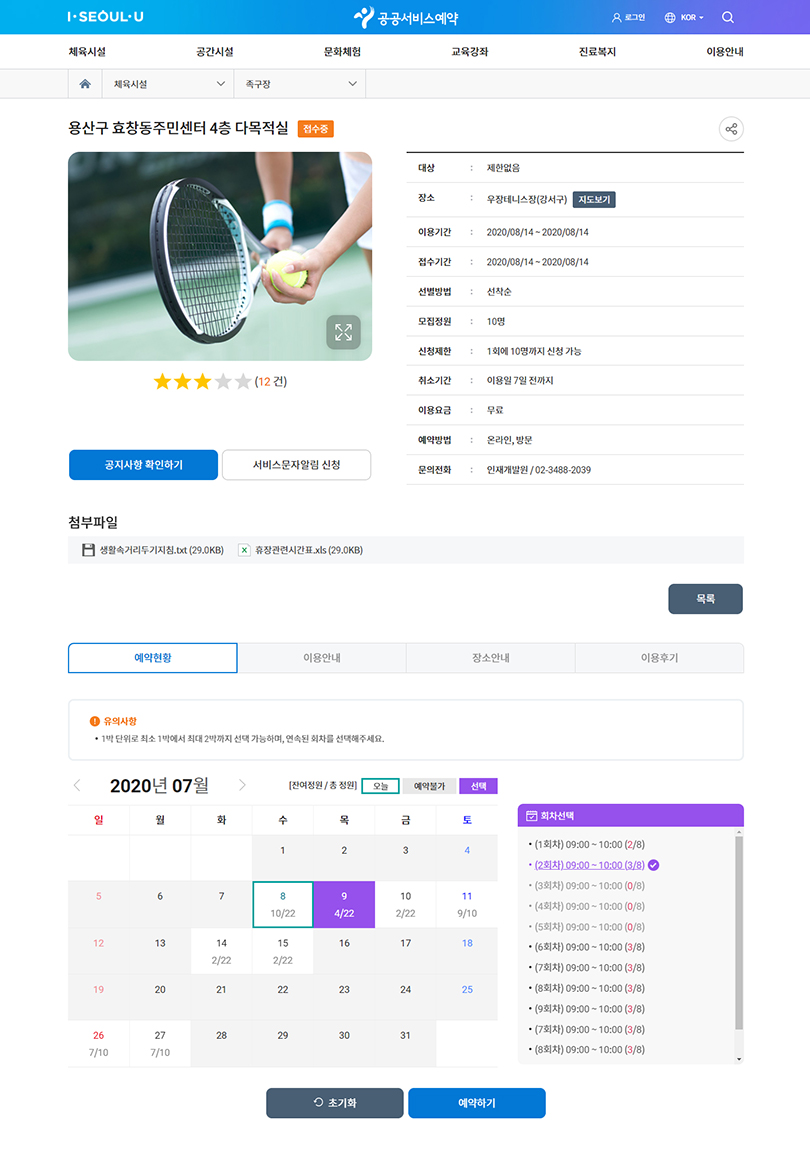 I·SEOUL·U
공공서비스예약
로그인 KOR
체육시설 공간시설 문화체험 교육강좌 진료복지 이용안내
체육시설 족구장
용산구 효창동주민센터 4층 다목적실 접수중
대상 : 제한없음
장소 : 우장테니스장(강서구) 지도보기
이용기간 : 2020/08/14 ~ 2020/08/14
접수기간 : 2020/08/14 ~ 2020/08/14
선별방법 : 선착순
모집정원 : 10명
신청제한 : 1회에 10명까지 신청 가능
취소기간 : 이용일 7일 전까지
이용요금 : 무료
예약방법 : 온라인, 방문
문의전화 : 인재개발원 / 02-3488-2039
(12 건)
공지사항 확인하기 서비스문자알림 신청
첨부파일
생활속거리두기지침.txt (29.0KB) 휴장관련시간표.xls (29.0KB)
목록
예약현황 이용안내 장소안내 이용후기
유의사항
• 1박 단위로 최소 1박에서 최대 2박까지 선택 가능하며, 연속된 회차를 선택해주세요.
2020년 07월
[잔여정원 / 총 정원] 오늘 예약불가 선택
일 월 화 수 목 금 토
1 2 3 4
5 6 7 8 9 10 11
10/22 4/22 2/22 9/10
12 13 14 15 16 17 18
2/22 2/22
19 20 21 22 23 24 25
26 27 28 29 30 31
7/10 7/10
회차선택
• (1회차) 09:00 ~ 10:00 (2/8)
• (2회차) 09:00 ~ 10:00 (3/8)
• (3회차) 09:00 ~ 10:00 (0/8)
• (4회차) 09:00 ~ 10:00 (0/8)
• (5회차) 09:00 ~ 10:00 (0/8)
• (6회차) 09:00 ~ 10:00 (3/8)
• (7회차) 09:00 ~ 10:00 (3/8)
• (8회차) 09:00 ~ 10:00 (3/8)
• (9회차) 09:00 ~ 10:00 (3/8)
• (7회차) 09:00 ~ 10:00 (3/8)
• (8회차) 09:00 ~ 10:00 (3/8)
초기화 예약하기